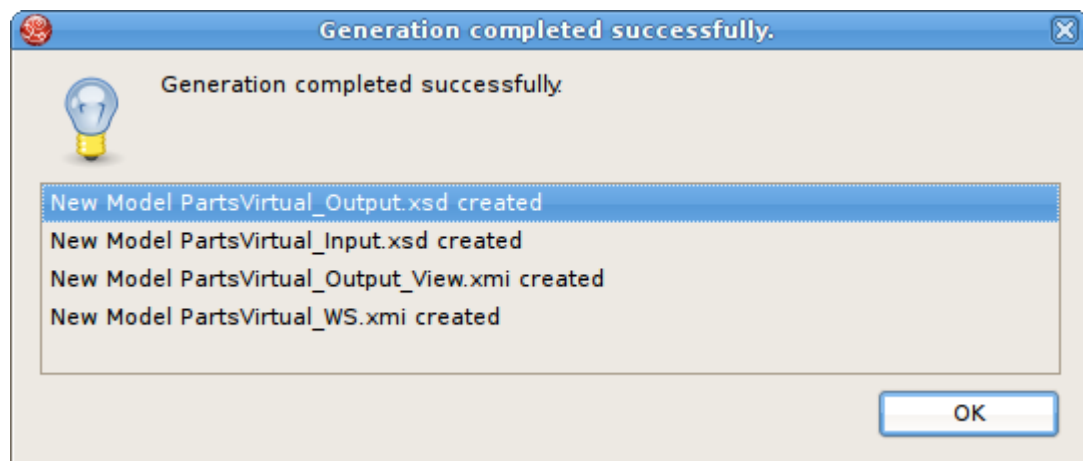 Generation completed successfully.
Generation completed successfully.
New Model PartsVirtual_Output.xsd created
New Model PartsVirtual_Input.xsd created
New Model PartsVirtual_Output_View.xmi created
New Model PartsVirtual_WS.xmi created
OK